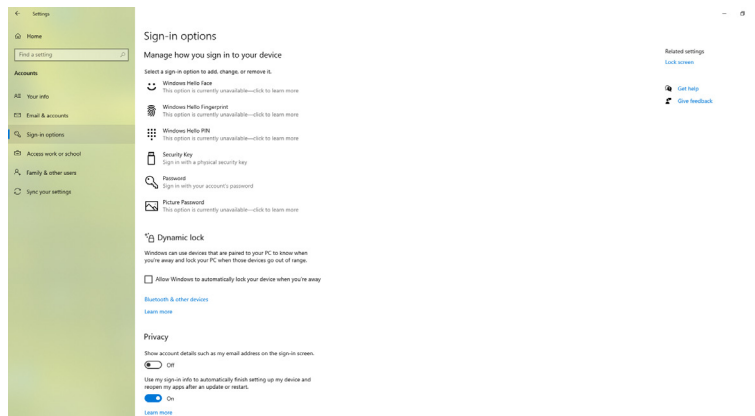 Settings
Home
Find a setting
Accounts
Your info
Email & accounts
Sign-in options
Access work or school
Family & other users
Sync your settings
Sign-in options
Manage how you sign in to your device
Select a sign-in option to add, change, or remove it.
Windows Hello Face
This option is currently unavailable—click to learn more
Windows Hello Fingerprint
This option is currently unavailable—click to learn more
Windows Hello PIN
This option is currently unavailable—click to learn more
Security Key
Sign in with a physical security key
Password
Sign in with your account's password
Picture Password
This option is currently unavailable—click to learn more
Dynamic lock
Windows can use devices that are paired to your PC to know when
you're away and lock your PC when those devices go out of range.
Allow Windows to automatically lock your device when you're away
Bluetooth & other devices
Learn more
Privacy
Show account details such as my email address on the sign-in screen.
Off
Use my sign-in info to automatically finish setting up my device and
reopen my apps after an update or restart.
On
Learn more
Related settings
Lock screen
Get help
Give feedback